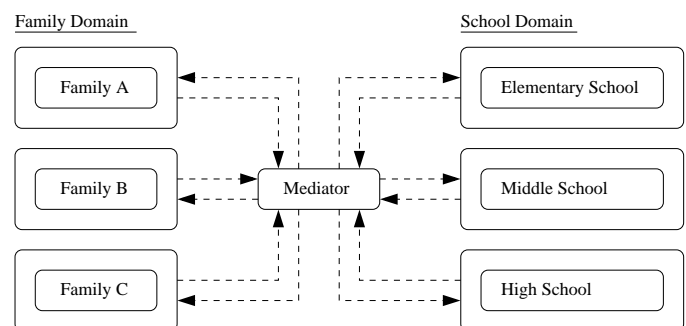 Family Domain
School Domain
Family A
Elementary School
Family B
Mediator
Middle School
Family C
High School